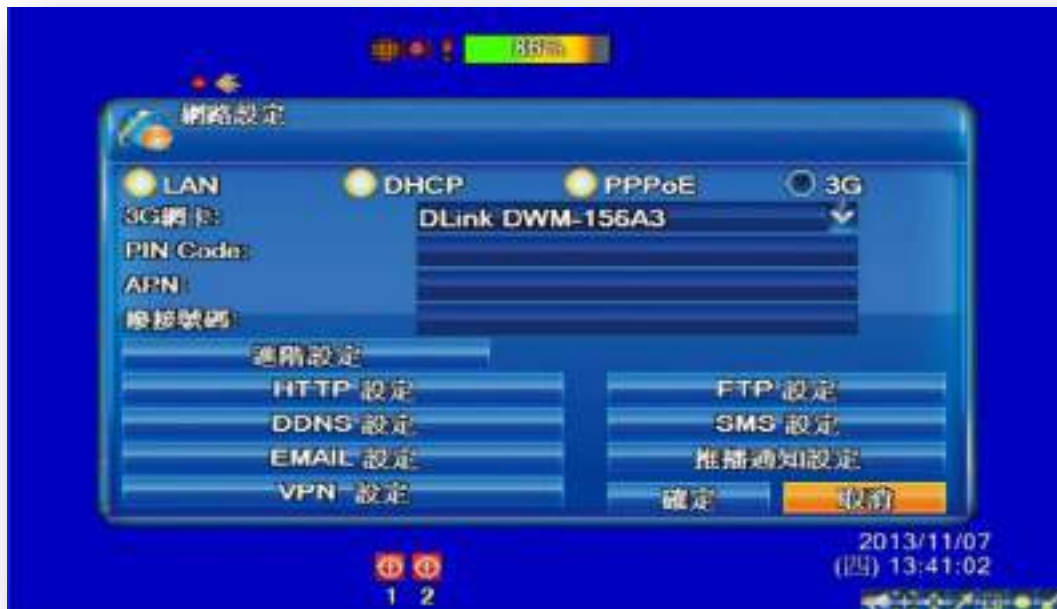 86%
網路設定
LAN DHCP PPPoE 3G
3G網卡: DLink DWM-156A3
PIN Code:
APN:
撥接號碼:
進階設定
HTTP 設定 FTP 設定
DDNS 設定 SMS 設定
EMAIL 設定 推播通知設定
VPN 設定 確定 取消
2013/11/07
(四) 13:41:02
1 2